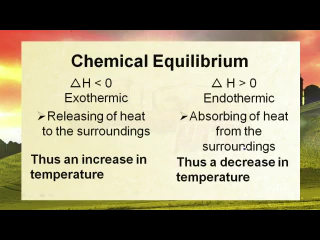 Chemical Equilibrium
△H < 0
Exothermic
➢Releasing of heat
to the surroundings
Thus an increase in
temperature
△ H > 0
Endothermic
➢Absorbing of heat
from the
surroundings
Thus a decrease in
temperature